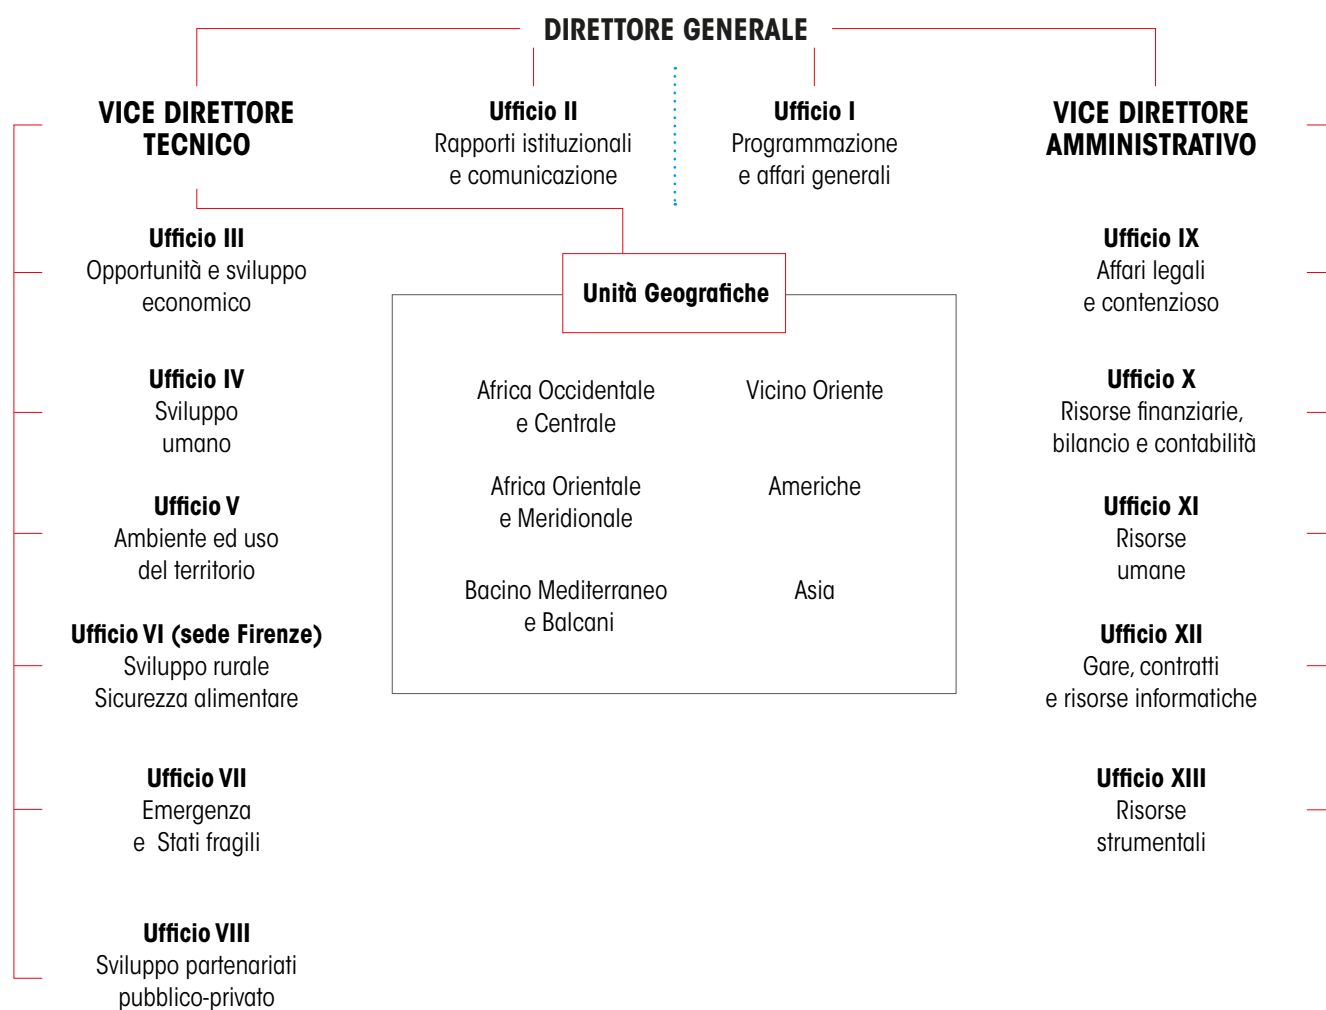 DIRETTORE GENERALE
VICE DIRETTORE
TECNICO
Ufficio II
Rapporti istituzionali
e comunicazione
Ufficio I
Programmazione
e affari generali
VICE DIRETTORE
AMMINISTRATIVO
Ufficio III
Opportunità e sviluppo
economico
Ufficio IV
Sviluppo
umano
Ufficio V
Ambiente ed uso
del territorio
Ufficio VI (sede Firenze)
Sviluppo rurale
Sicurezza alimentare
Ufficio VII
Emergenza
e Stati fragili
Ufficio VIII
Sviluppo partenariati
pubblico-privato
Unità Geografiche
Africa Occidentale
e Centrale
Africa Orientale
e Meridionale
Bacino Mediterraneo
e Balcani
Vicino Oriente
Americhe
Asia
Ufficio IX
Affari legali
e contenzioso
Ufficio X
Risorse finanziarie,
bilancio e contabilità
Ufficio XI
Risorse
umane
Ufficio XII
Gare, contratti
e risorse informatiche
Ufficio XIII
Risorse
strumentali